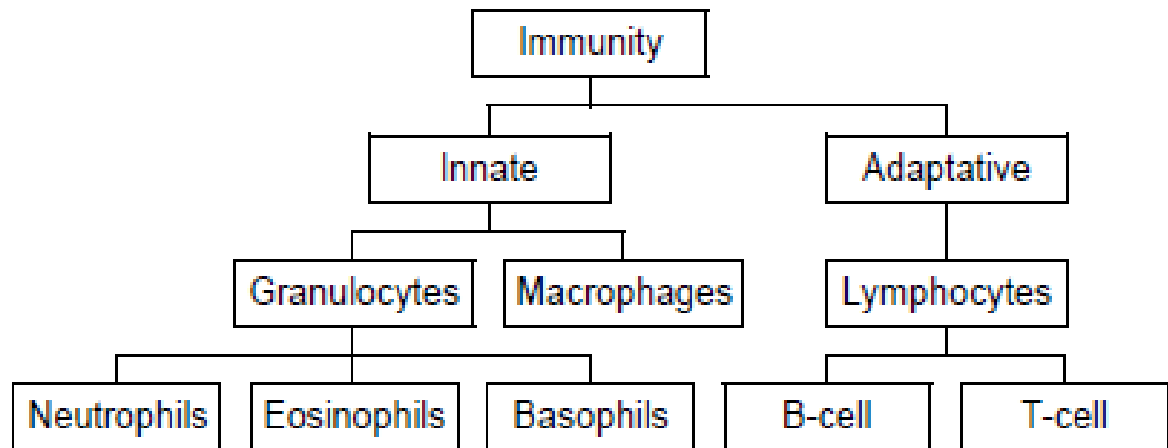 Immunity
Innate
Adaptative
Granulocytes
Macrophages
Lymphocytes
Neutrophils
Eosinophils
Basophils
B-cell
T-cell